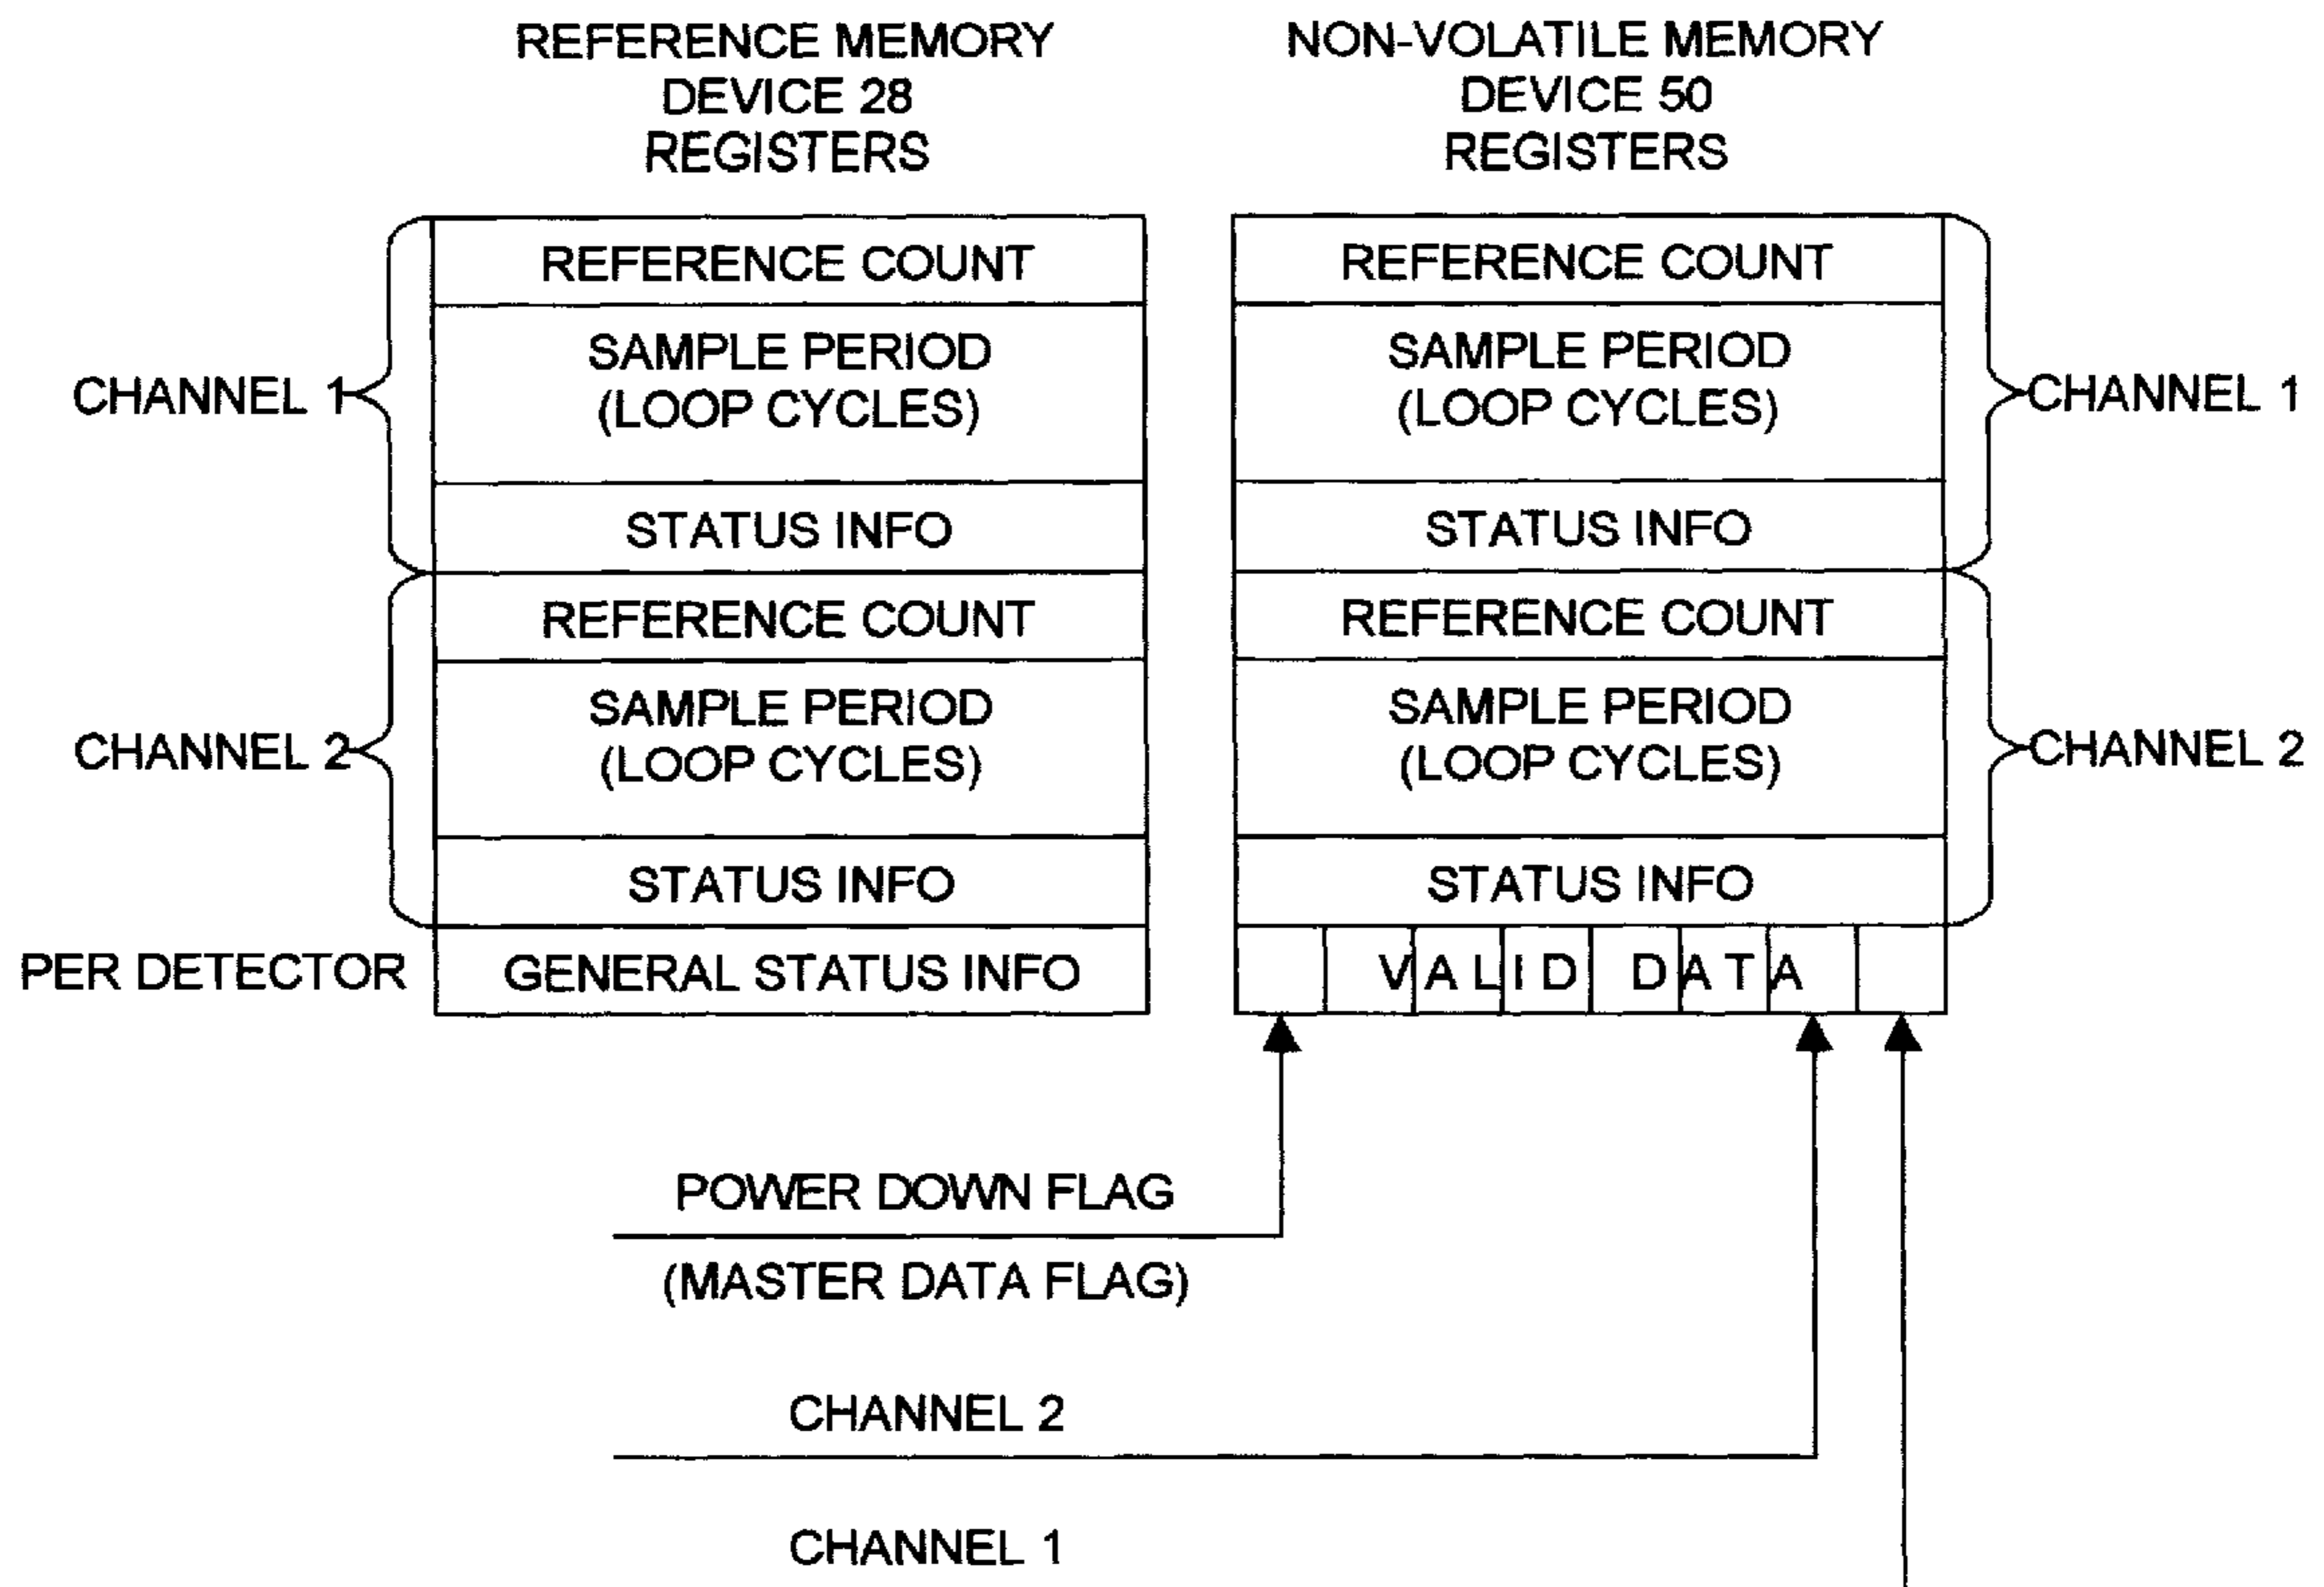 REFERENCE MEMORY
DEVICE 28
REGISTERS
NON-VOLATILE MEMORY
DEVICE 50
REGISTERS
CHANNEL 1
REFERENCE COUNT
SAMPLE PERIOD
(LOOP CYCLES)
STATUS INFO
CHANNEL 2
REFERENCE COUNT
SAMPLE PERIOD
(LOOP CYCLES)
STATUS INFO
PER DETECTOR
GENERAL STATUS INFO
REFERENCE COUNT
SAMPLE PERIOD
(LOOP CYCLES)
STATUS INFO
CHANNEL 1
REFERENCE COUNT
SAMPLE PERIOD
(LOOP CYCLES)
STATUS INFO
CHANNEL 2
VALID DATA
POWER DOWN FLAG
(MASTER DATA FLAG)
CHANNEL 2
CHANNEL 1